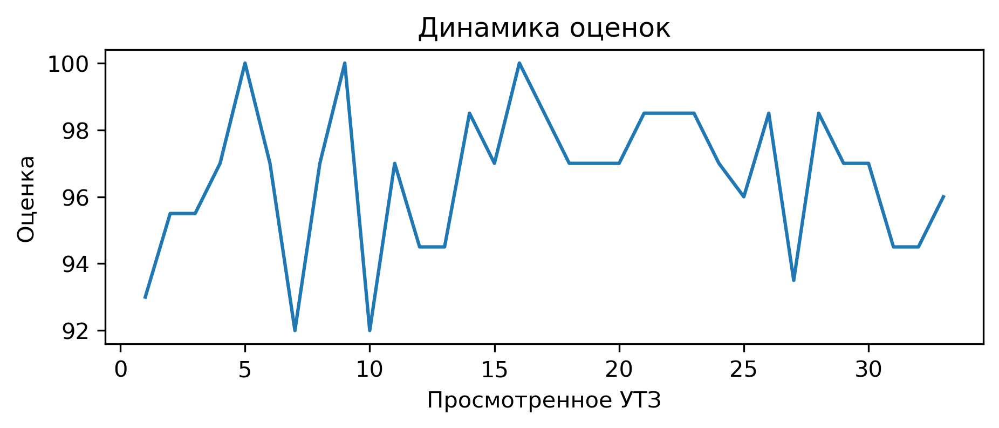 Динамика оценок
100
98
96
94
92
Оценка
0 5 10 15 20 25 30
Просмотренное УТЗ